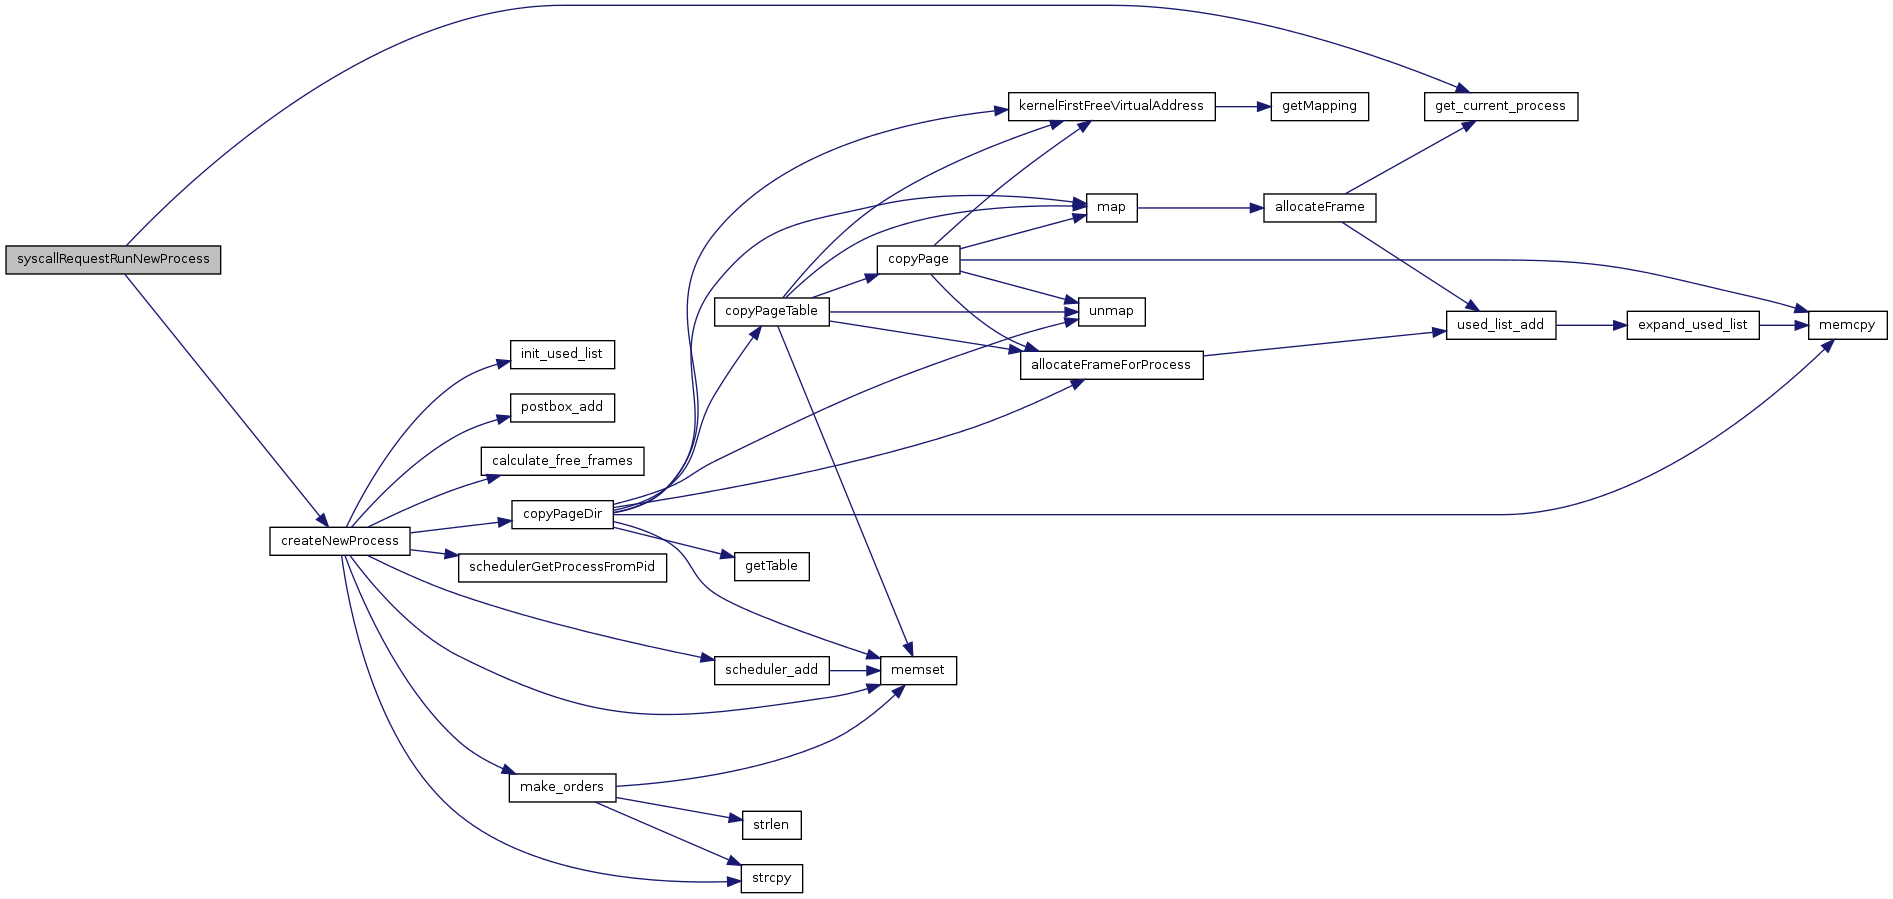 kernelFirstFreeVirtualAddress
getMapping
get_current_process
map
allocateFrame
syscallRequestRunNewProcess
copyPage
copyPageTable
unmap
used_list_add
expand_used_list
memcpy
init_used_list
allocateFrameForProcess
postbox_add
calculate_free_frames
copyPageDir
createNewProcess
schedulerGetProcessFromPid
getTable
scheduler_add
memset
make_orders
strlen
strcpy